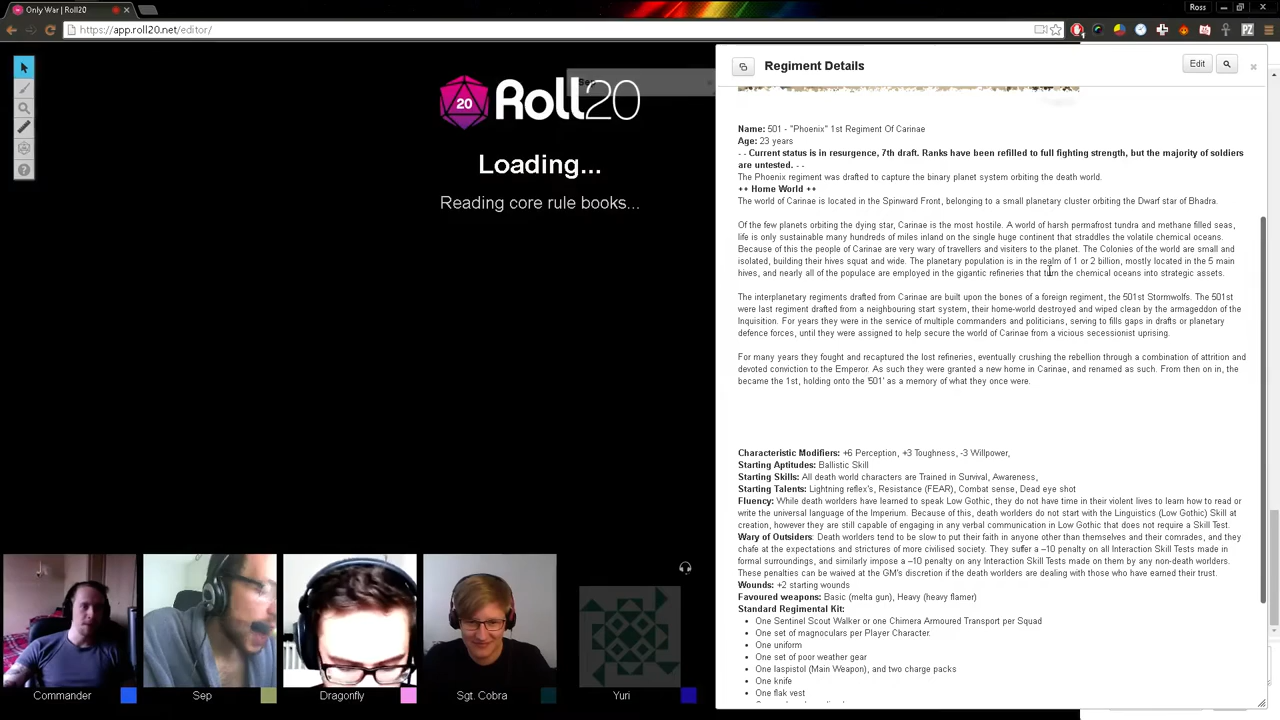 Only War | Roll20
Ross
https://app.roll20.net/editor/
Regiment Details
Edit
20
Roll20
Loading...
Reading core rule books...
Name: 501 - "Phoenix" 1st Regiment Of Carinae
Age: 23 years
- - Current status is in resurgence, 7th draft. Ranks have been refilled to full fighting strength, but the majority of soldiers
are untested. - -
The Phoenix regiment was drafted to capture the binary planet system orbiting the death world.
++ Home World ++
The world of Carinae is located in the Spinward Front, belonging to a small planetary cluster orbiting the Dwarf star of Bhadra.
Of the few planets orbiting the dying star, Carinae is the most hostile. A world of harsh permafrost tundra and methane filled seas,
life is only sustainable many hundreds of miles inland on the single huge continent that straddles the volatile chemical oceans.
Because of this the people of Carinae are very wary of travellers and visiters to the planet. The Colonies of the world are small and
isolated, building their hives squat and wide. The planetary population is in the realm of 1 or 2 billion, mostly located in the 5 main
hives, and nearly all of the populace are employed in the gigantic refineries that turn the chemical oceans into strategic assets.
The interplanetary regiments drafted from Carinae are built upon the bones of a foreign regiment, the 501st Stormwolfs. The 501st
were last regiment drafted from a neighbouring start system, their home-world destroyed and wiped clean by the armageddon of the
Inquisition. For years they were in the service of multiple commanders and politicians, serving to fills gaps in drafts or planetary
defence forces, until they were assigned to help secure the world of Carinae from a vicious secessionist uprising.
For many years they fought and recaptured the lost refineries, eventually crushing the rebellion through a combination of attrition and
devoted conviction to the Emperor. As such they were granted a new home in Carinae, and renamed as such. From then on in, the
became the 1st, holding onto the '501' as a memory of what they once were.
Characteristic Modifiers: +6 Perception, +3 Toughness, -3 Willpower,
Starting Aptitudes: Ballistic Skill
Starting Skills: All death world characters are Trained in Survival, Awareness,
Starting Talents: Lightning reflex's, Resistance (FEAR), Combat sense, Dead eye shot
Fluency: While death worlders have learned to speak Low Gothic, they do not have time in their violent lives to learn how to read or
write the universal language of the Imperium. Because of this, death worlders do not start with the Linguistics (Low Gothic) Skill at
creation, however they are still capable of engaging in any verbal communication in Low Gothic that does not require a Skill Test.
Wary of Outsiders: Death worlders tend to be slow to put their faith in anyone other than themselves and their comrades, and they
chafe at the expectations and strictures of more civilised society. They suffer a –10 penalty on all Interaction Skill Tests made in
formal surroundings, and similarly impose a –10 penalty on any Interaction Skill Tests made on them by any non-death worlders.
These penalties can be waived at the GM's discretion if the death worlders are dealing with those who have earned their trust.
Wounds: +2 starting wounds
Favoured weapons: Basic (melta gun), Heavy (heavy flamer)
Standard Regimental Kit:
• One Sentinel Scout Walker or one Chimera Armoured Transport per Squad
• One set of magnoculars per Player Character.
• One uniform
• One set of poor weather gear
• One laspistol (Main Weapon), and two charge packs
• One knife
• One flak vest
Commander
Sep
Dragonfly
Sgt. Cobra
Yuri